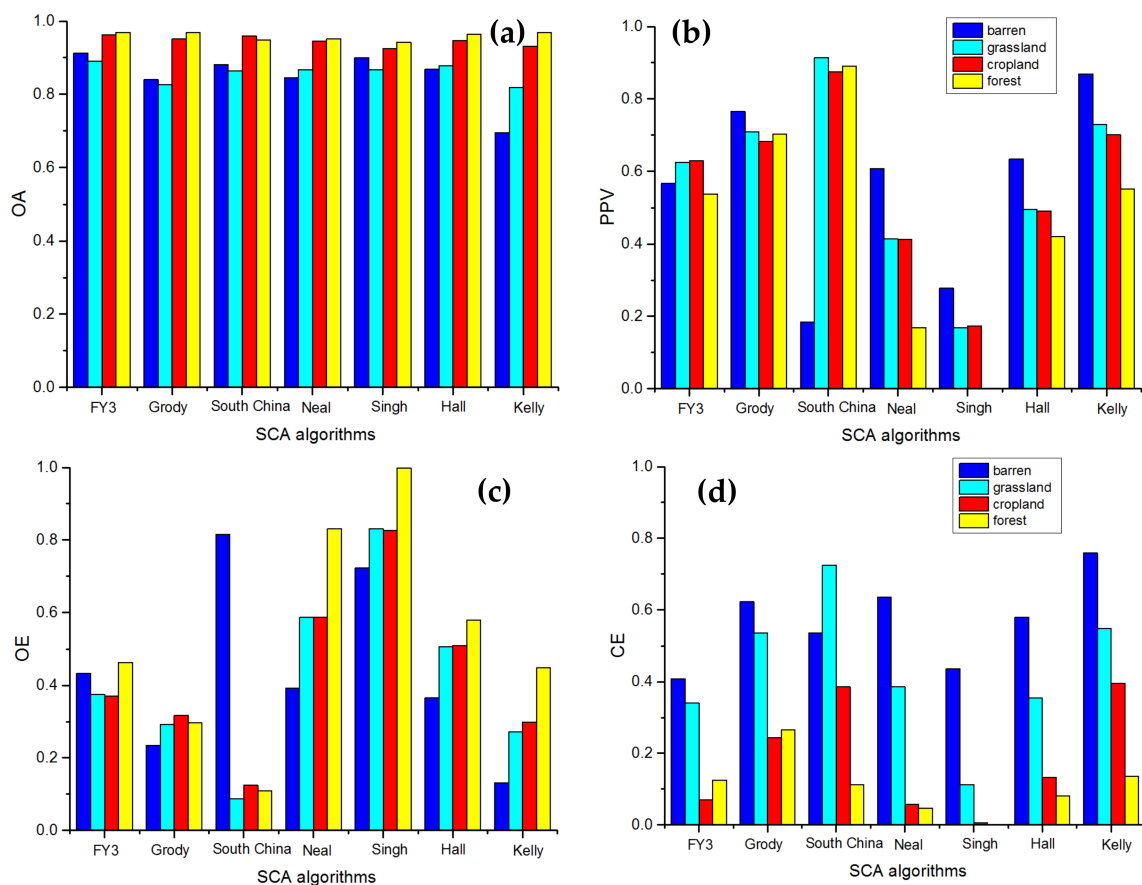 (a)
1.0
0.8
0.6
0.4
0.2
0.0
OA
FY3 Grody South China Neal Singh Hall Kelly
SCA algorithms
(b)
barren
grassland
cropland
forest
1.0
0.8
0.6
0.4
0.2
0.0
PPV
FY3 Grody South China Neal Singh Hall Kelly
SCA algorithms
(c)
1.0
0.8
0.6
0.4
0.2
0.0
OE
FY3 Grody South China Neal Singh Hall Kelly
SCA algorithms
(d)
barren
grassland
cropland
forest
1.0
0.8
0.6
0.4
0.2
0.0
CE
FY3 Grody South China Neal Singh Hall Kelly
SCA algorithms